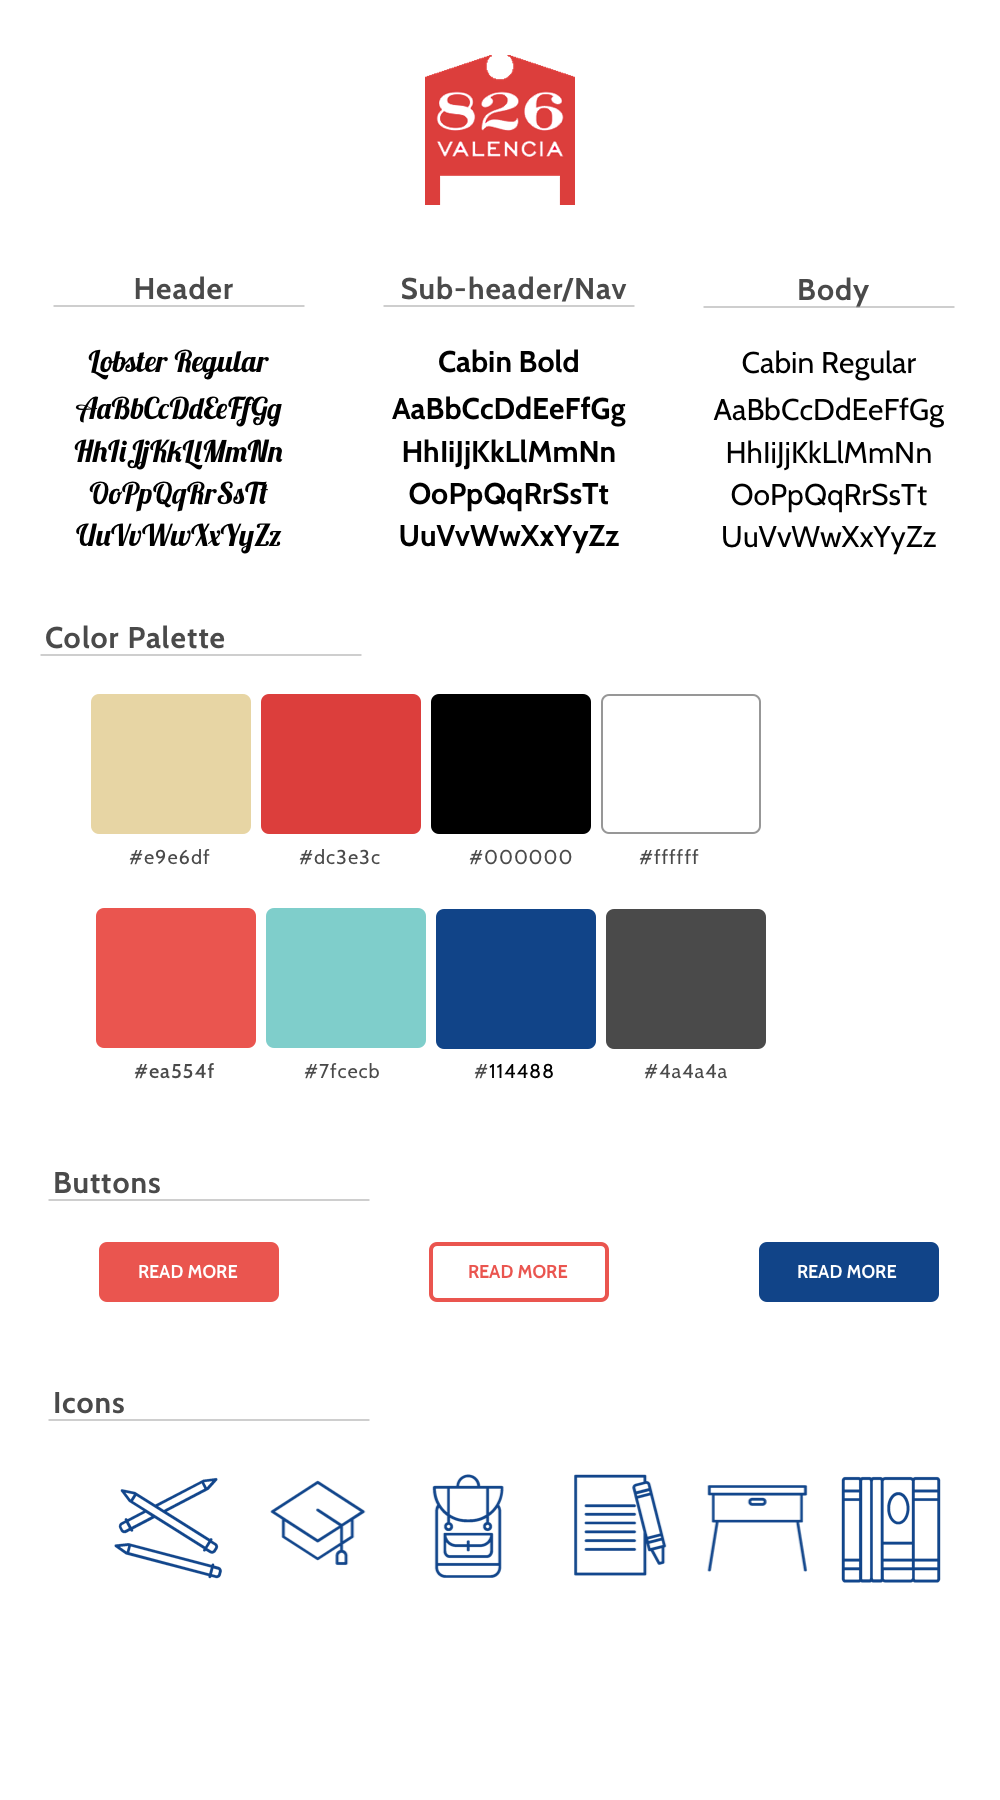 826
VALENCIA
Header
Sub-header/Nav
Body
Lobster Regular
AaBbCcDdEeFfGg
HhIiJjKkLlMmNn
OoPpQqRrSsTt
UuVvWwXxYyZz
Cabin Bold
AaBbCcDdEeFfGg
HhIiJjKkLlMmNn
OoPpQqRrSsTt
UuVvWwXxYyZz
Cabin Regular
AaBbCcDdEeFfGg
HhIiJjKkLlMmNn
OoPpQqRrSsTt
UuVvWwXxYyZz
Color Palette
#e9e6df
#dc3e3c
#000000
#ffffff
#ea554f
#7fcecb
#114488
#4a4a4a
Buttons
READ MORE
READ MORE
READ MORE
Icons